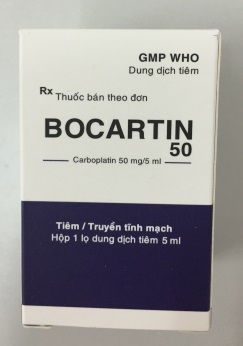 GMP WHO
Dung dịch tiêm
Rx Thuốc bán theo đơn
BOCARTIN
50
Carboplatin 50 mg/5 ml
Tiêm / Truyền tĩnh mạch
Hộp 1 lọ dung dịch tiêm 5 ml